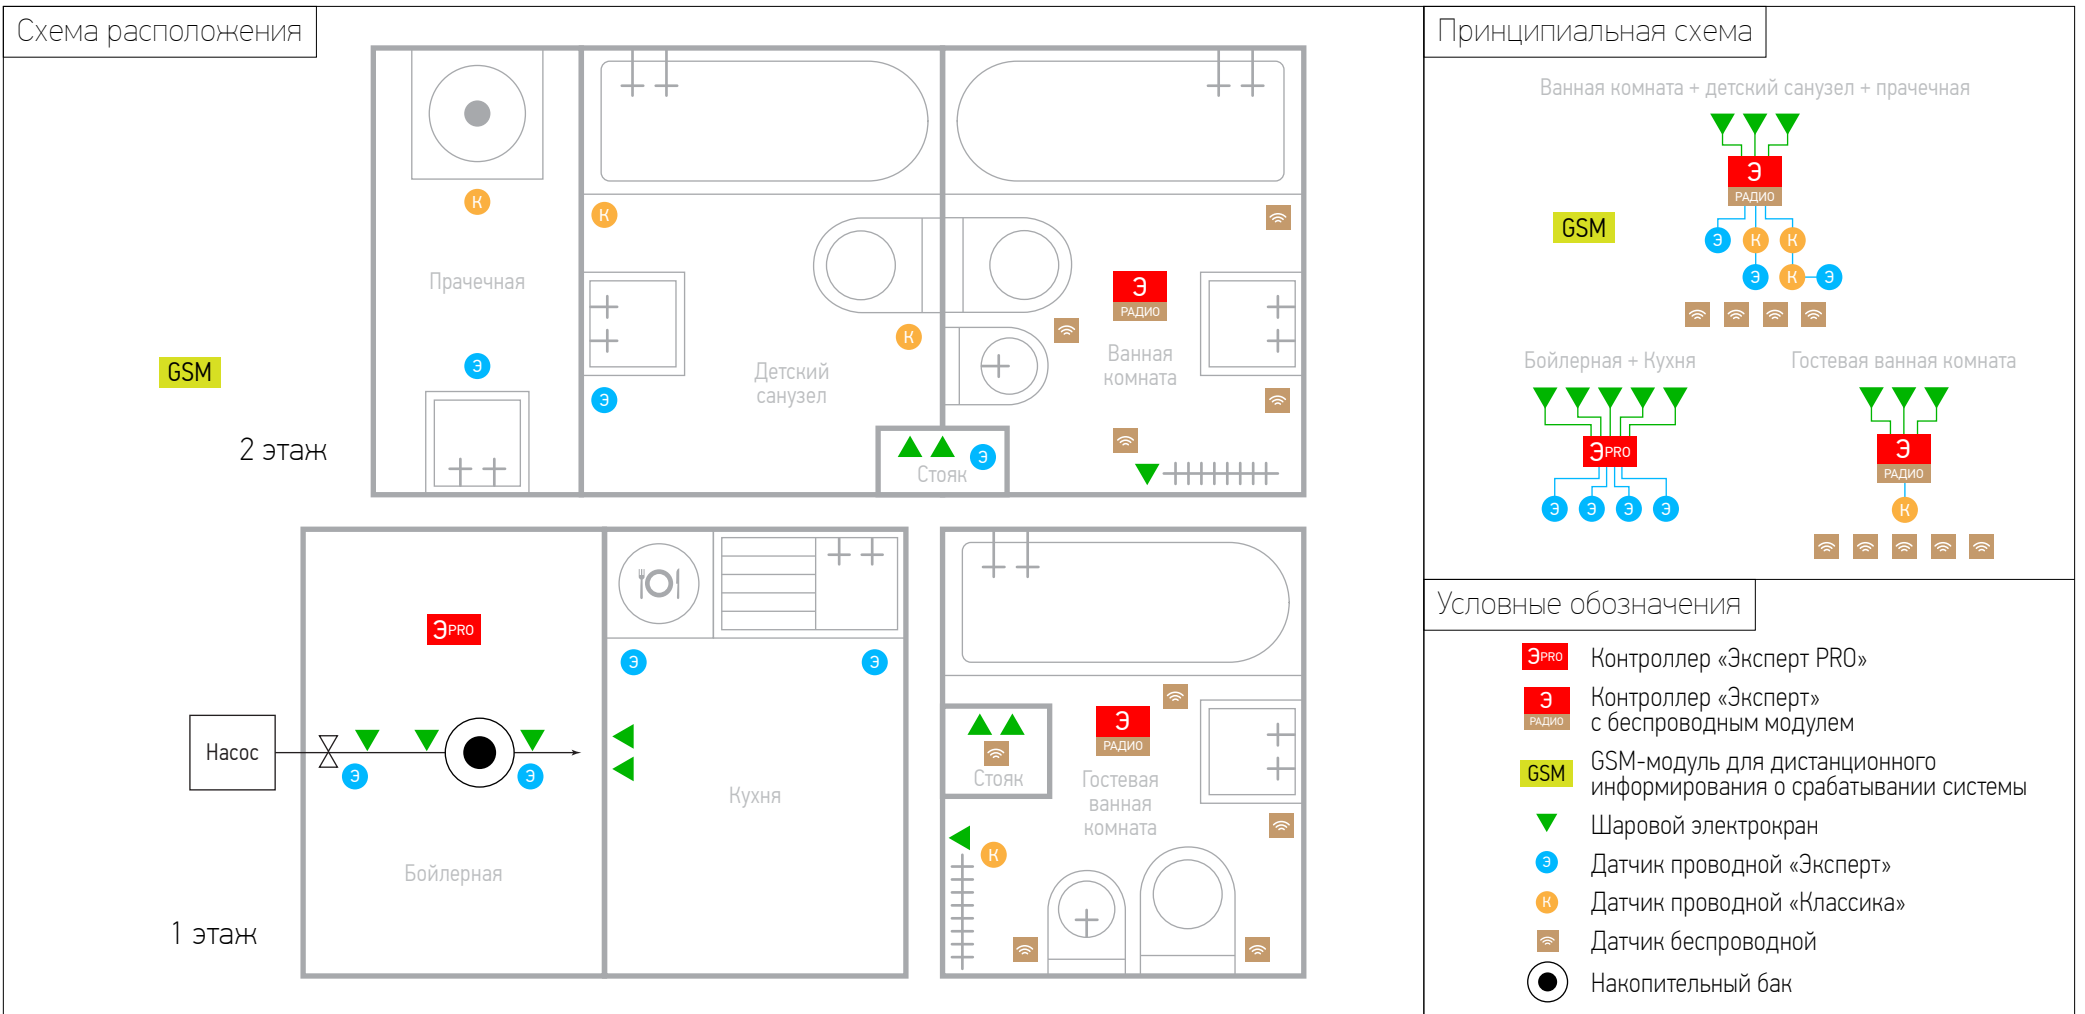 Схема расположения
К
К
Прачечная
Э
РАДИО
К
GSM
Э
Детский
санузел
Ванная
комната
Э
2 этаж
Э
Стояк
ЭPRO
Э
Э
Э
РАДИО
Насос
Э
Э
Стояк
Гостевая
ванная
комната
Кухня
К
Бойлерная
1 этаж
Принципиальная схема
Ванная комната + детский санузел + прачечная
Э
РАДИО
GSM
Э
К
К
Э
К
Э
Бойлерная + Кухня
Гостевая ванная комната
ЭPRO
Э
РАДИО
Э
Э
Э
Э
К
Условные обозначения
ЭPRO
Контроллер «Эксперт PRO»
Э
РАДИО
Контроллер «Эксперт»
с беспроводным модулем
GSM
GSM-модуль для дистанционного
информирования о срабатывании системы
Шаровой электрокран
Э
Датчик проводной «Эксперт»
К
Датчик проводной «Классика»
Датчик беспроводной
Накопительный бак